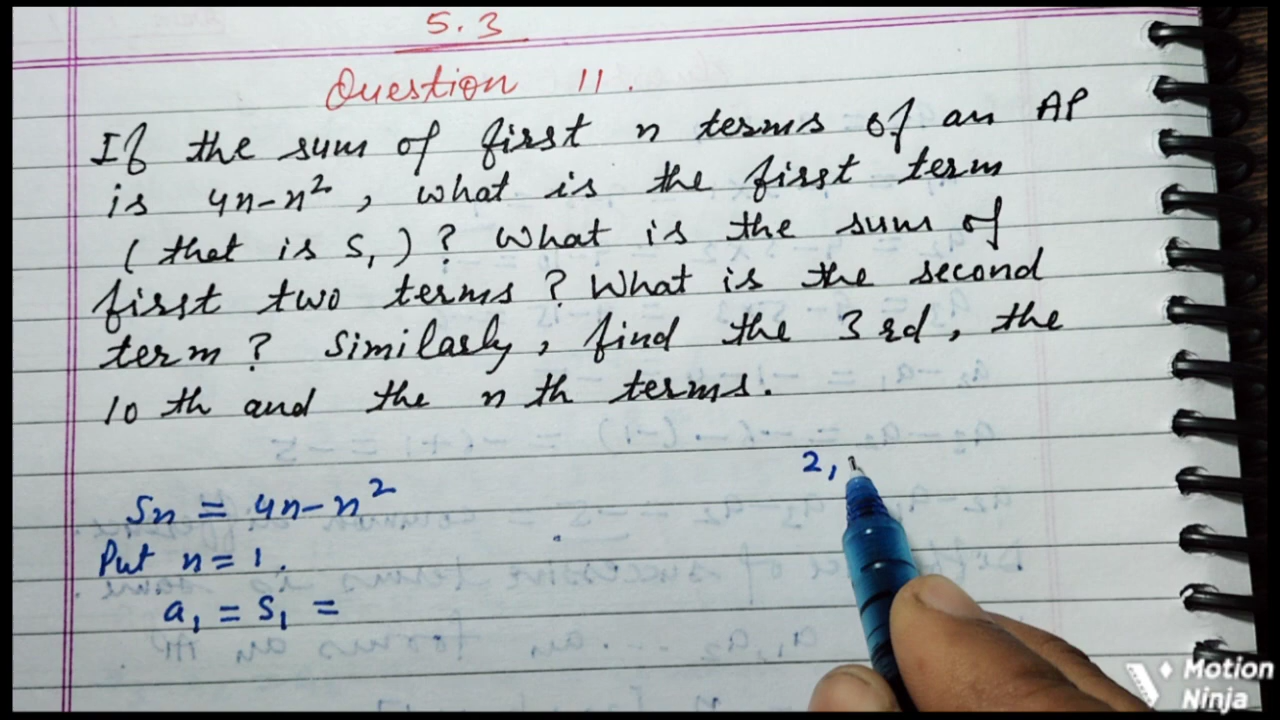 5.3
Question 11.
If the sum of first n terms of an AP
is 4n-n², what is the first term
(that is S₁)? What is the sum of
first two terms? What is the second
term? Similarly, find the 3rd, the
10th and the nth terms.
2,
Sn = 4n-n²
Put n=1.
a₁ = S₁ =
Motion
Ninja